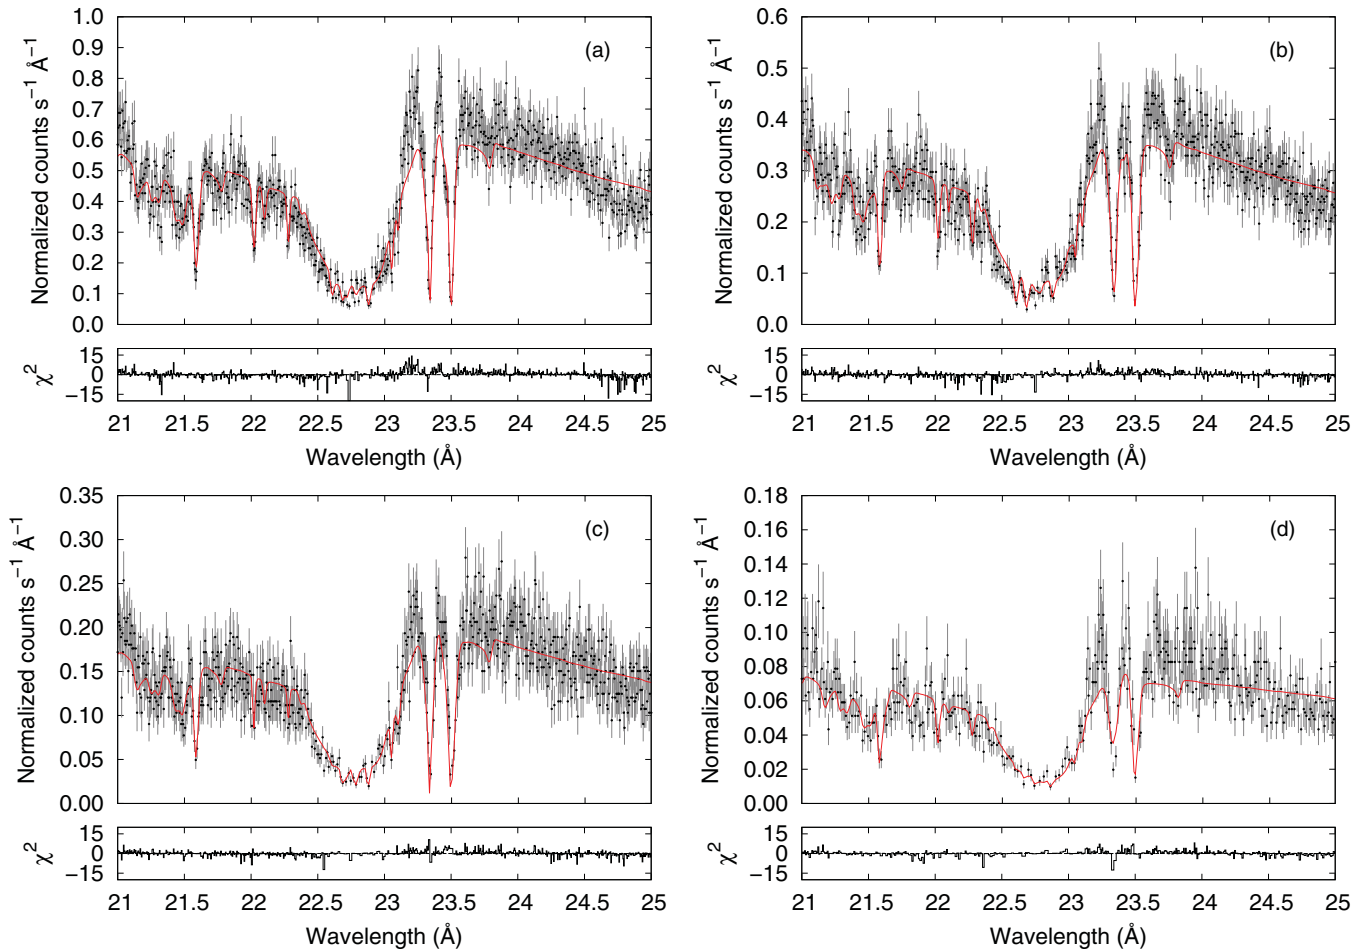 1.0
0.9
0.8
0.7
0.6
0.5
0.4
0.3
0.2
0.1
0.0
Normalized counts s⁻¹ Å⁻¹
(a)
15
0
−15
χ²
21 21.5 22 22.5 23 23.5 24 24.5 25
Wavelength (Å)
0.6
0.5
0.4
0.3
0.2
0.1
0.0
Normalized counts s⁻¹ Å⁻¹
(b)
15
0
−15
χ²
21 21.5 22 22.5 23 23.5 24 24.5 25
Wavelength (Å)
0.35
0.30
0.25
0.20
0.15
0.10
0.05
0.00
Normalized counts s⁻¹ Å⁻¹
(c)
15
0
−15
χ²
21 21.5 22 22.5 23 23.5 24 24.5 25
Wavelength (Å)
0.18
0.16
0.14
0.12
0.10
0.08
0.06
0.04
0.02
0.00
Normalized counts s⁻¹ Å⁻¹
(d)
15
0
−15
χ²
21 21.5 22 22.5 23 23.5 24 24.5 25
Wavelength (Å)